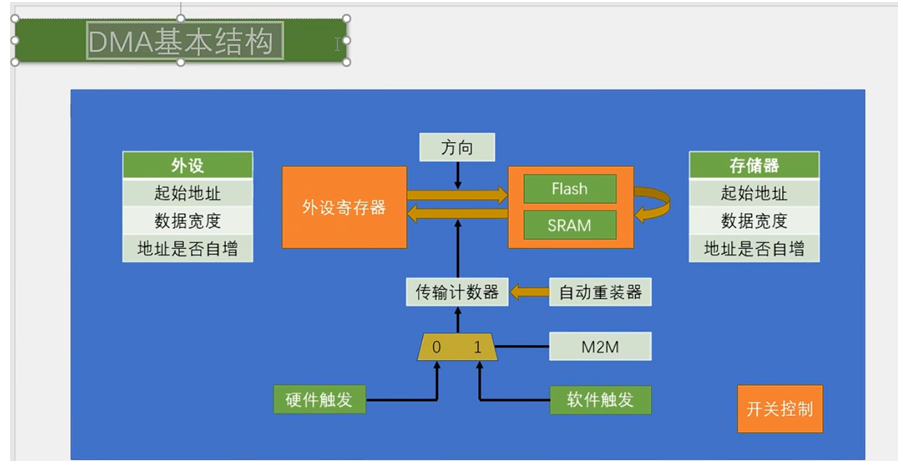 DMA基本结构
方向
外设
起始地址
数据宽度
地址是否自增
外设寄存器
Flash
SRAM
存储器
起始地址
数据宽度
地址是否自增
传输计数器
自动重装器
0 1
M2M
硬件触发
软件触发
开关控制